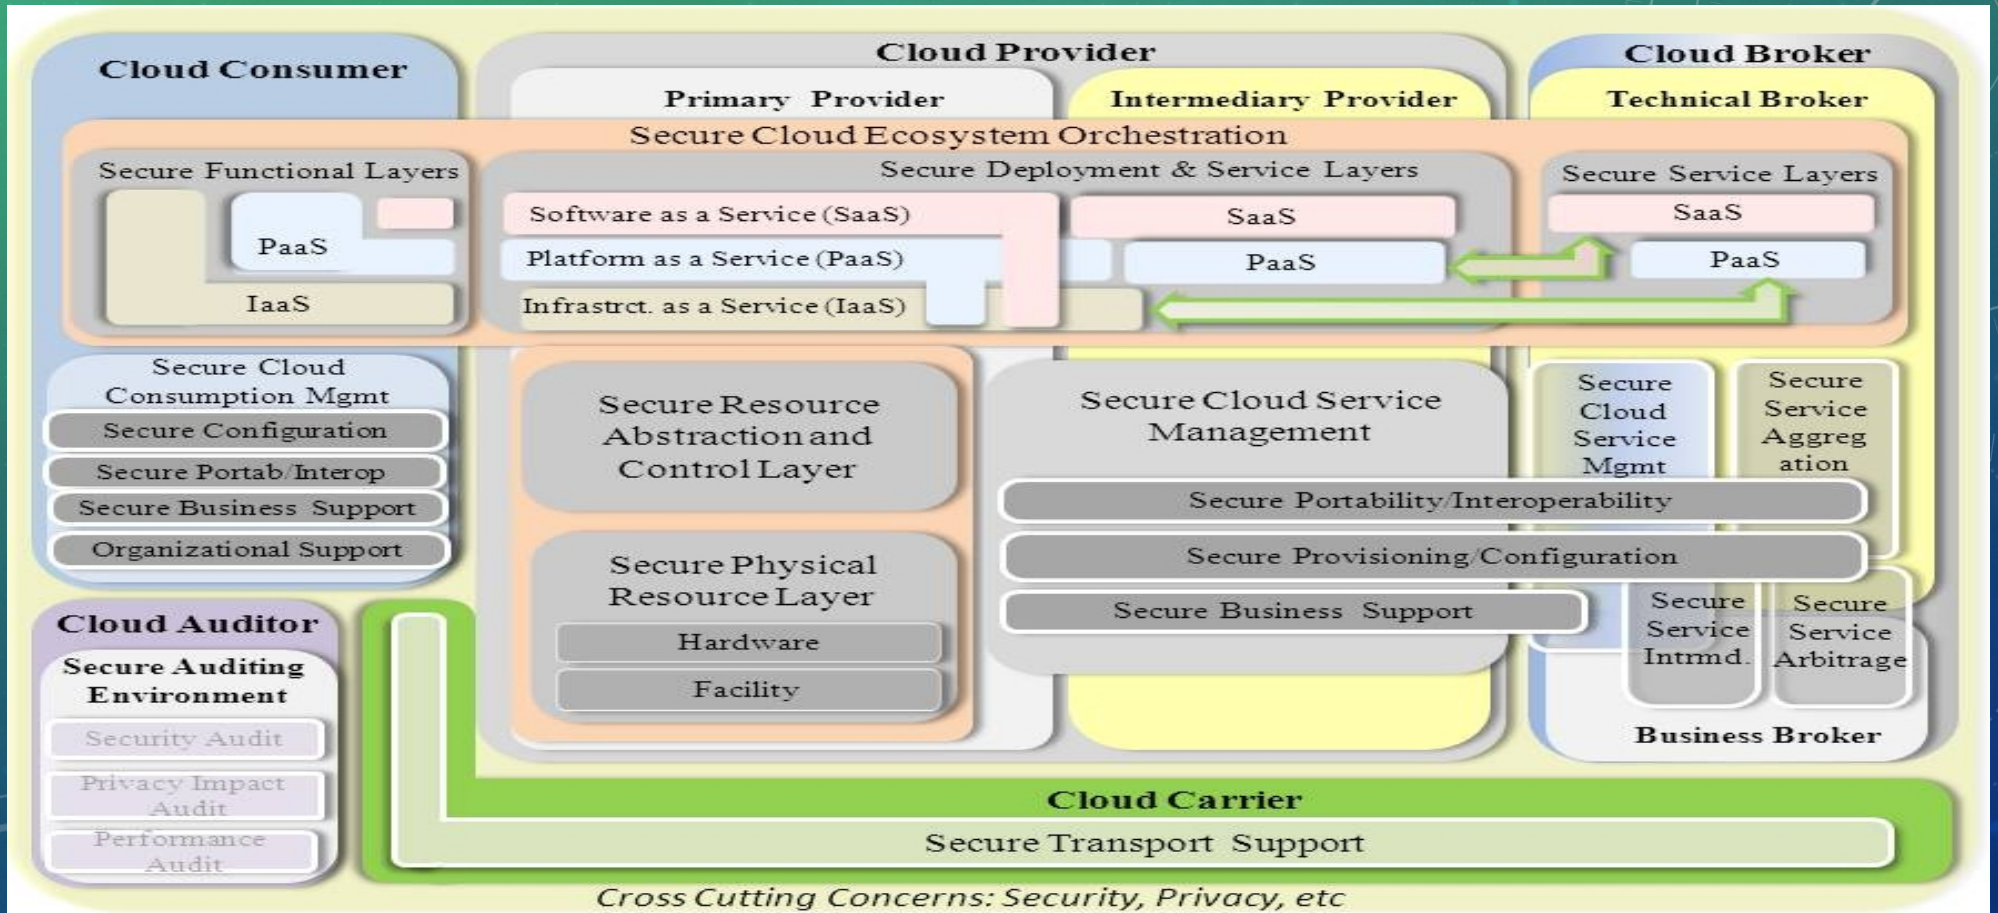 Cloud Consumer
Secure Functional Layers
PaaS
IaaS
Secure Cloud
Consumption Mgmt
Secure Configuration
Secure Portab/Interop
Secure Business Support
Organizational Support
Cloud Auditor
Secure Auditing
Environment
Security Audit
Privacy Impact
Audit
Performance
Audit
Cloud Provider
Primary Provider
Intermediary Provider
Secure Cloud Ecosystem Orchestration
Secure Deployment & Service Layers
Software as a Service (SaaS)
Platform as a Service (PaaS)
Infrastrct. as a Service (IaaS)
SaaS
PaaS
Secure Resource
Abstraction and
Control Layer
Secure Physical
Resource Layer
Hardware
Facility
Secure Cloud Service
Management
Secure Portability/Interoperability
Secure Provisioning/Configuration
Secure Business Support
Cloud Broker
Technical Broker
Secure Service Layers
SaaS
PaaS
Secure
Cloud
Service
Mgmt
Secure
Service
Aggreg
ation
Secure
Service
Intrmd.
Secure
Service
Arbitrage
Business Broker
Cloud Carrier
Secure Transport Support
Cross Cutting Concerns: Security, Privacy, etc